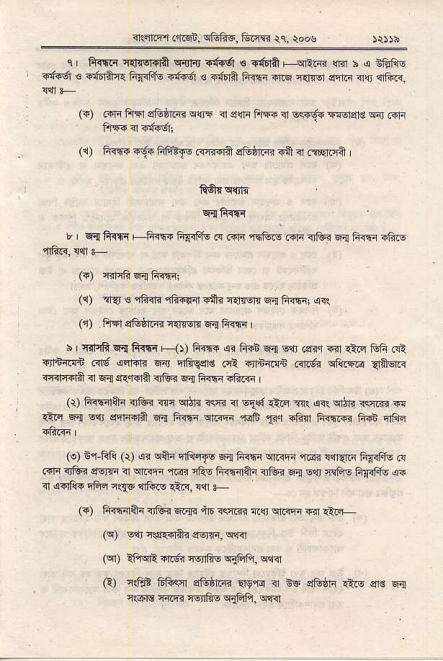 বাংলাদেশ গেজেট, অতিরিক্ত, ডিসেম্বর ২৭, ২০০৬ ১২১১৯
৭। নিবন্ধনে সহায়তাকারী অন্যান্য কর্মকর্তা ও কর্মচারী।—আইনের ধারা ৯ এ উল্লিখিত
কর্মকর্তা ও কর্মচারীসহ নিম্নবর্ণিত কর্মকর্তা ও কর্মচারী নিবন্ধন কাজে সহায়তা প্রদানে বাধ্য থাকিবে,
যথা ঃ—
(ক) কোন শিক্ষা প্রতিষ্ঠানের অধ্যক্ষ বা প্রধান শিক্ষক বা তৎকর্তৃক ক্ষমতাপ্রাপ্ত অন্য কোন
শিক্ষক বা কর্মকর্তা;
(খ) নিবন্ধক কর্তৃক নির্দিষ্টকৃত বেসরকারী প্রতিষ্ঠানের কর্মী বা স্বেচ্ছাসেবী।
দ্বিতীয় অধ্যায়
জন্ম নিবন্ধন
৮। জন্ম নিবন্ধন।—নিবন্ধক নিম্নবর্ণিত যে কোন পদ্ধতিতে কোন ব্যক্তির জন্ম নিবন্ধন করিতে
পারিবে, যথা ঃ—
(ক) সরাসরি জন্ম নিবন্ধন;
(খ) স্বাস্থ্য ও পরিবার পরিকল্পনা কর্মীর সহায়তায় জন্ম নিবন্ধন; এবং
(গ) শিক্ষা প্রতিষ্ঠানের সহায়তায় জন্ম নিবন্ধন।
৯। সরাসরি জন্ম নিবন্ধন।—(১) নিবন্ধক এর নিকট জন্ম তথ্য প্রেরণ করা হইলে তিনি যেই
ক্যান্টনমেন্ট বোর্ড এলাকার জন্য দায়িত্বপ্রাপ্ত সেই ক্যান্টনমেন্ট বোর্ডের অধিক্ষেত্রে স্থায়ীভাবে
বসবাসকারী বা জন্ম গ্রহণকারী ব্যক্তির জন্ম নিবন্ধন করিবেন।
(২) নিবন্ধনাধীন ব্যক্তির বয়স আঠার বৎসর বা তদূর্ধ্ব হইলে স্বয়ং এবং আঠার বৎসরের কম
হইলে জন্ম তথ্য প্রদানকারী জন্ম নিবন্ধন আবেদন পত্রটি পূরণ করিয়া নিবন্ধকের নিকট দাখিল
করিবেন।
(৩) উপ-বিধি (২) এর অধীন দাখিলকৃত জন্ম নিবন্ধন আবেদন পত্রের যথাস্থানে নিম্নবর্ণিত যে
কোন ব্যক্তির প্রত্যয়ন বা আবেদন পত্রের সহিত নিবন্ধনাধীন ব্যক্তির জন্ম তথ্য সম্বলিত নিম্নবর্ণিত এক
বা একাধিক দলিল সংযুক্ত থাকিতে হইবে, যথা ঃ—
(ক) নিবন্ধনাধীন ব্যক্তির জন্মের পাঁচ বৎসরের মধ্যে আবেদন করা হইলে—
(অ) তথ্য সংগ্রহকারীর প্রত্যয়ন, অথবা
(আ) ইপিআই কার্ডের সত্যায়িত অনুলিপি, অথবা
(ই) সংশ্লিষ্ট চিকিৎসা প্রতিষ্ঠানের ছাড়পত্র বা উক্ত প্রতিষ্ঠান হইতে প্রাপ্ত জন্ম
সংক্রান্ত সনদের সত্যায়িত অনুলিপি, অথবা